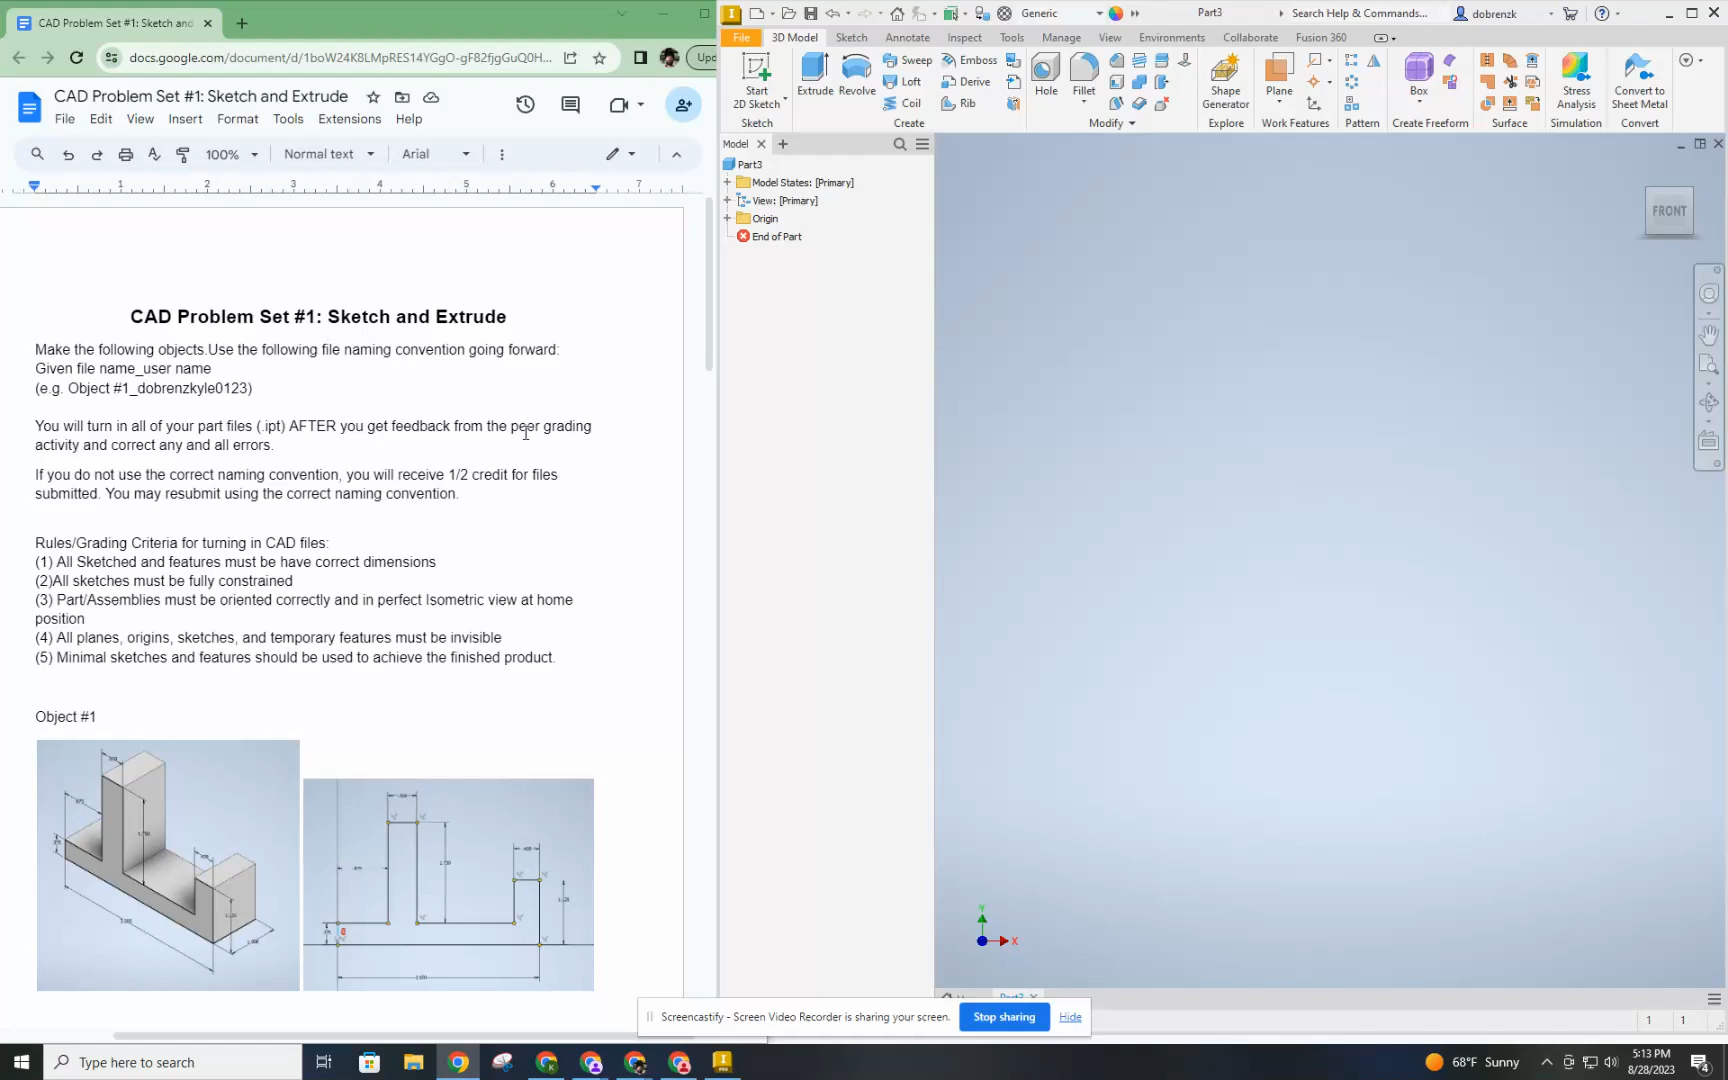 CAD Problem Set #1: Sketch and
docs.google.com/document/d/1boW24K8LMpRES14YGgO-gF82fjgGuQ0H...
CAD Problem Set #1: Sketch and Extrude
File Edit View Insert Format Tools Extensions Help
100% Normal text Arial
1 2 3 4 5 6 7
CAD Problem Set #1: Sketch and Extrude
Make the following objects.Use the following file naming convention going forward:
Given file name_user name
(e.g. Object #1_dobrenzkyle0123)
You will turn in all of your part files (.ipt) AFTER you get feedback from the peer grading
activity and correct any and all errors.
If you do not use the correct naming convention, you will receive 1/2 credit for files
submitted. You may resubmit using the correct naming convention.
Rules/Grading Criteria for turning in CAD files:
(1) All Sketched and features must be have correct dimensions
(2)All sketches must be fully constrained
(3) Part/Assemblies must be oriented correctly and in perfect Isometric view at home
position
(4) All planes, origins, sketches, and temporary features must be invisible
(5) Minimal sketches and features should be used to achieve the finished product.
Object #1
Generic Part3 Search Help & Commands... dobrenzk
File 3D Model Sketch Annotate Inspect Tools Manage View Environments Collaborate Fusion 360
Start
2D Sketch
Extrude Revolve
Sweep Emboss
Loft Derive
Coil Rib
Hole Fillet
Shape
Generator
Plane
Box
Stress
Analysis
Convert to
Sheet Metal
Sketch Create Modify Explore Work Features Pattern Create Freeform Surface Simulation Convert
Model
Part3
Model States: [Primary]
View: [Primary]
Origin
End of Part
FRONT
Y
X
Part3
Screencastify - Screen Video Recorder is sharing your screen. Stop sharing Hide
1 1
Type here to search
68°F Sunny
5:13 PM
8/28/2023
4